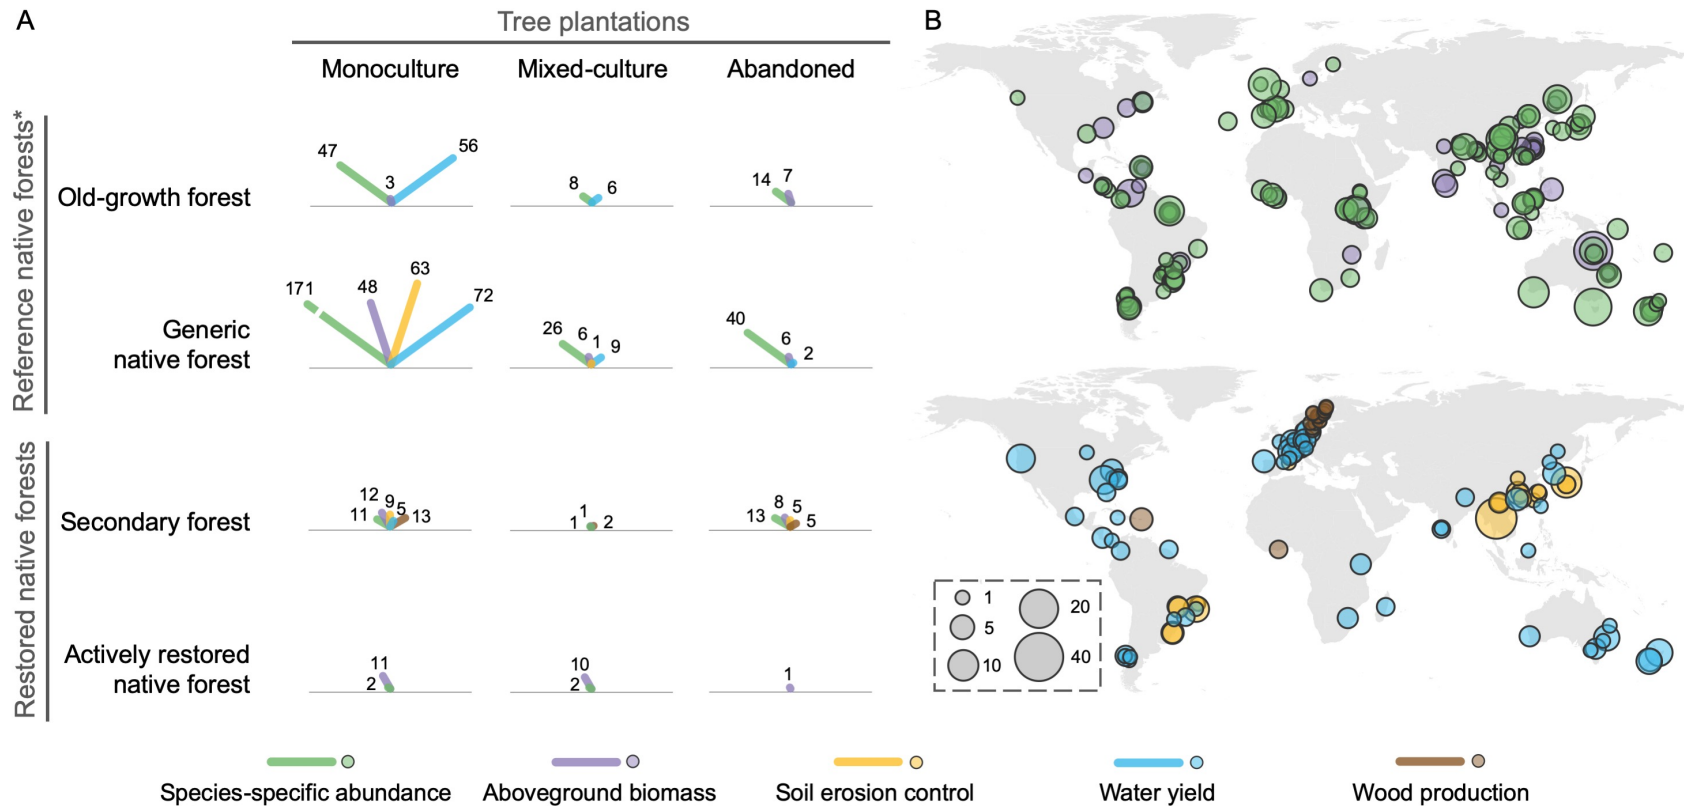 A
Tree plantations
Monoculture
Mixed-culture
Abandoned
Reference native forests*
Old-growth forest
47
3
56
8
6
14
7
Generic
native forest
171
48
63
72
26
6
1
9
40
6
2
Restored native forests
Secondary forest
11
12
9
5
13
1
1
2
13
8
5
5
Actively restored
native forest
11
2
10
2
1
B
1
5
10
20
40
Species-specific abundance
Aboveground biomass
Soil erosion control
Water yield
Wood production